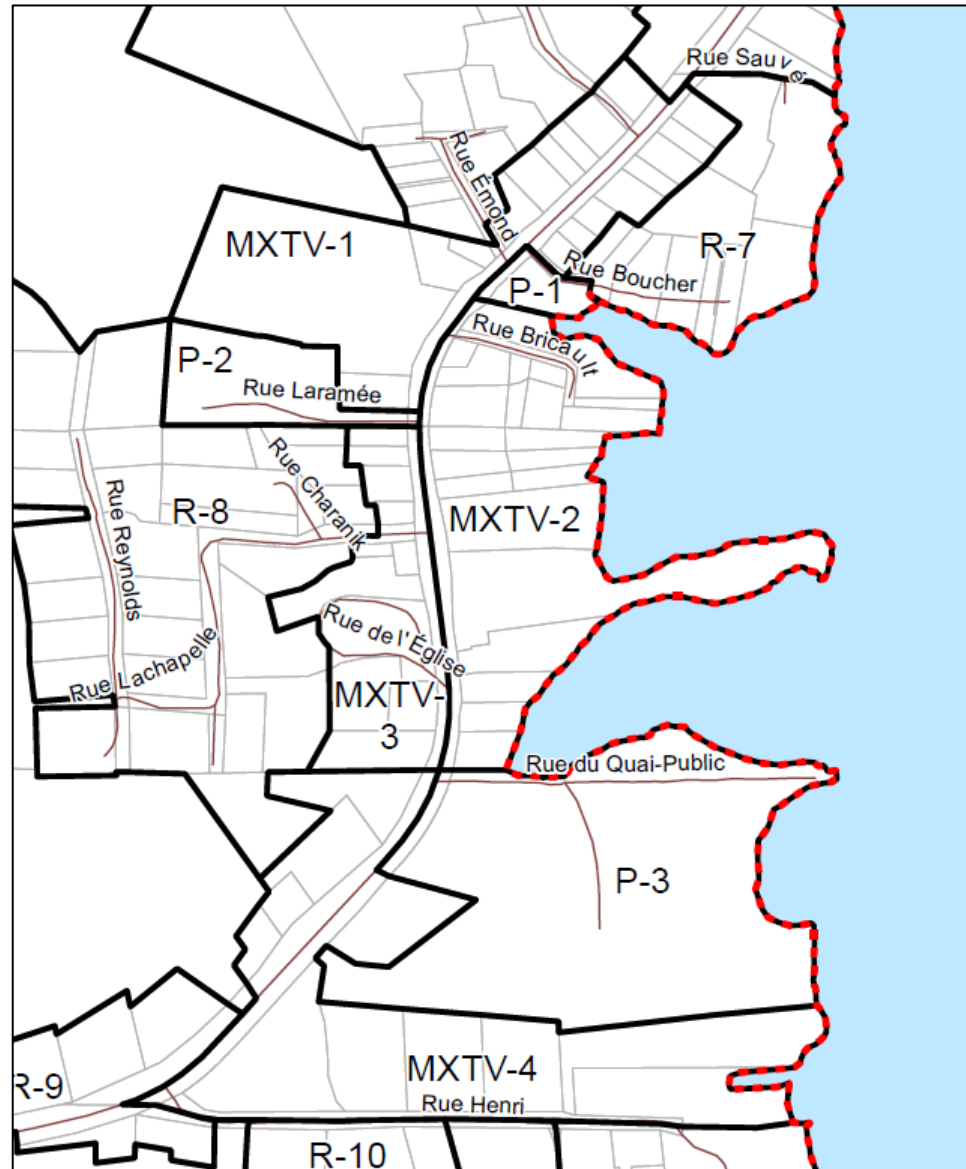 Rue Sauvé
Rue Émond
MXTV-1
R-7
Rue Boucher
P-1
Rue Bricault
P-2
Rue Laramée
Rue Charanik
Rue Reynolds
R-8
MXTV-2
Rue de l'Église
Rue Lachapelle
MXTV-
3
Rue du Quai-Public
P-3
MXTV-4
R-9
Rue Henri
R-10